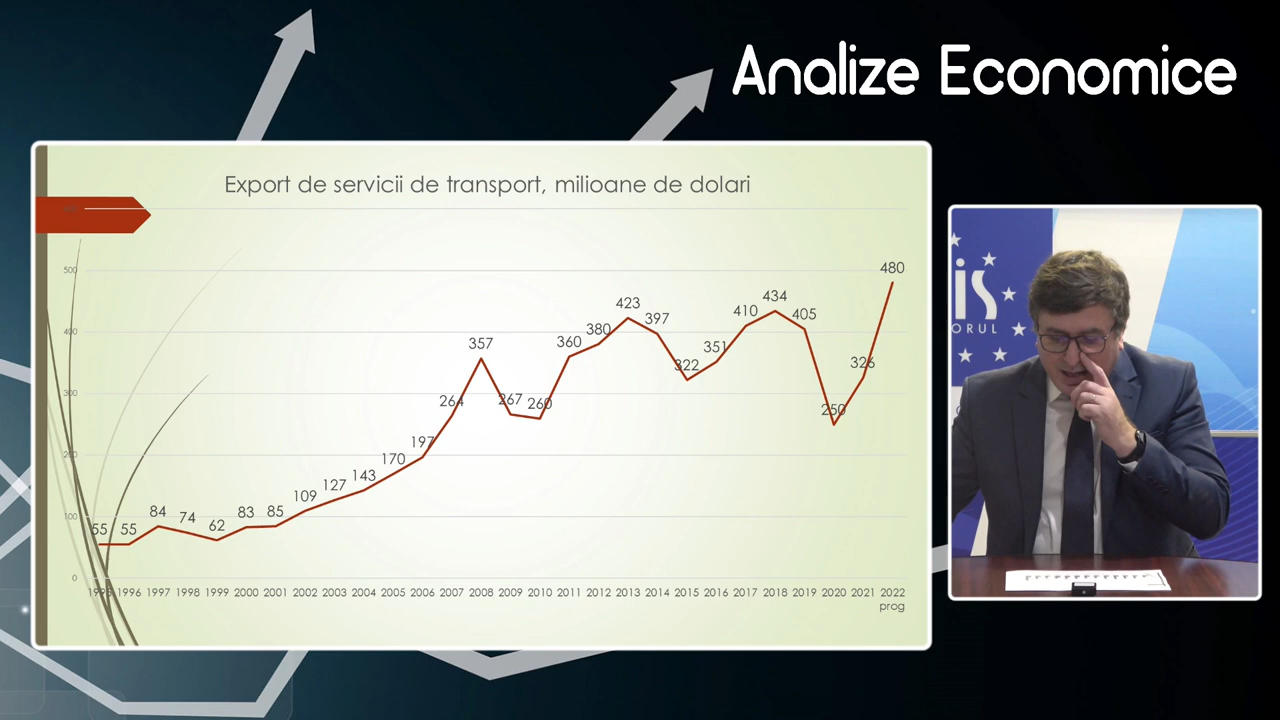 Analize Economice
Export de servicii de transport, milioane de dolari
500
400
300
200
100
0
55 55 84 74 62 83 85 109 127 143 170 197 264 357 267 260 360 380 423 397 322 351 410 434 405 250 326 480
1995 1996 1997 1998 1999 2000 2001 2002 2003 2004 2005 2006 2007 2008 2009 2010 2011 2012 2013 2014 2015 2016 2017 2018 2019 2020 2021 2022
prog
is
ORUL